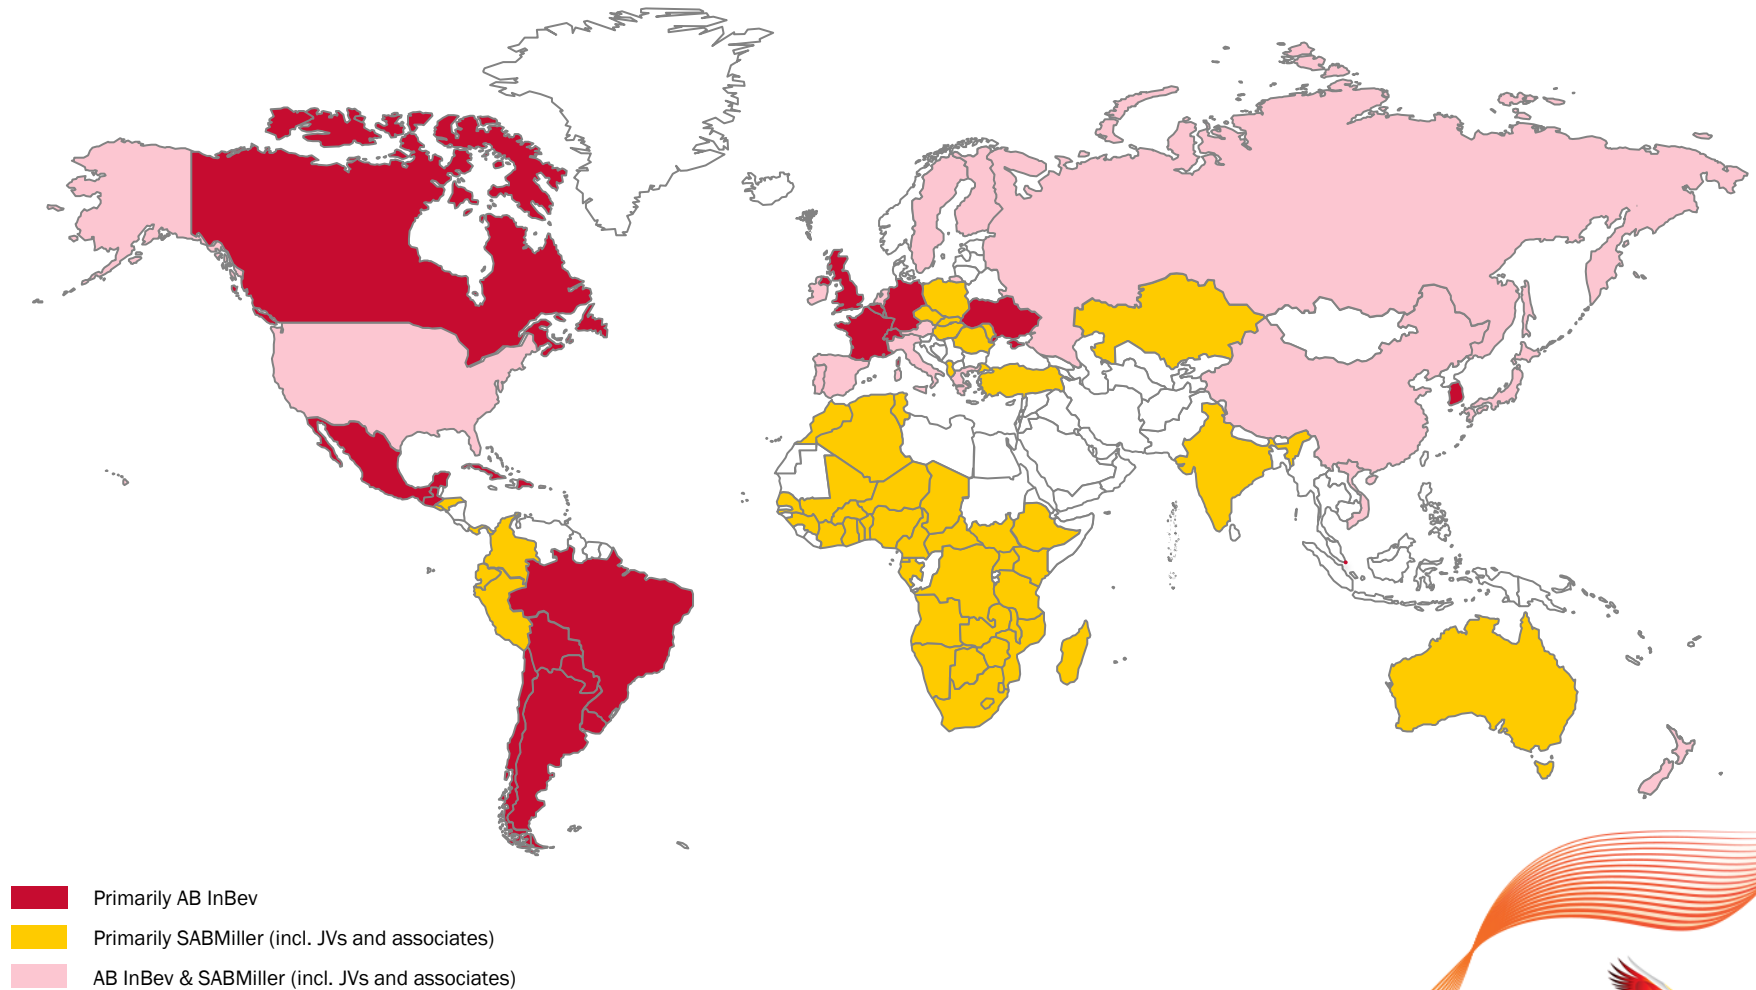 Primarily AB InBev
Primarily SABMiller (incl. JVs and associates)
AB InBev & SABMiller (incl. JVs and associates)